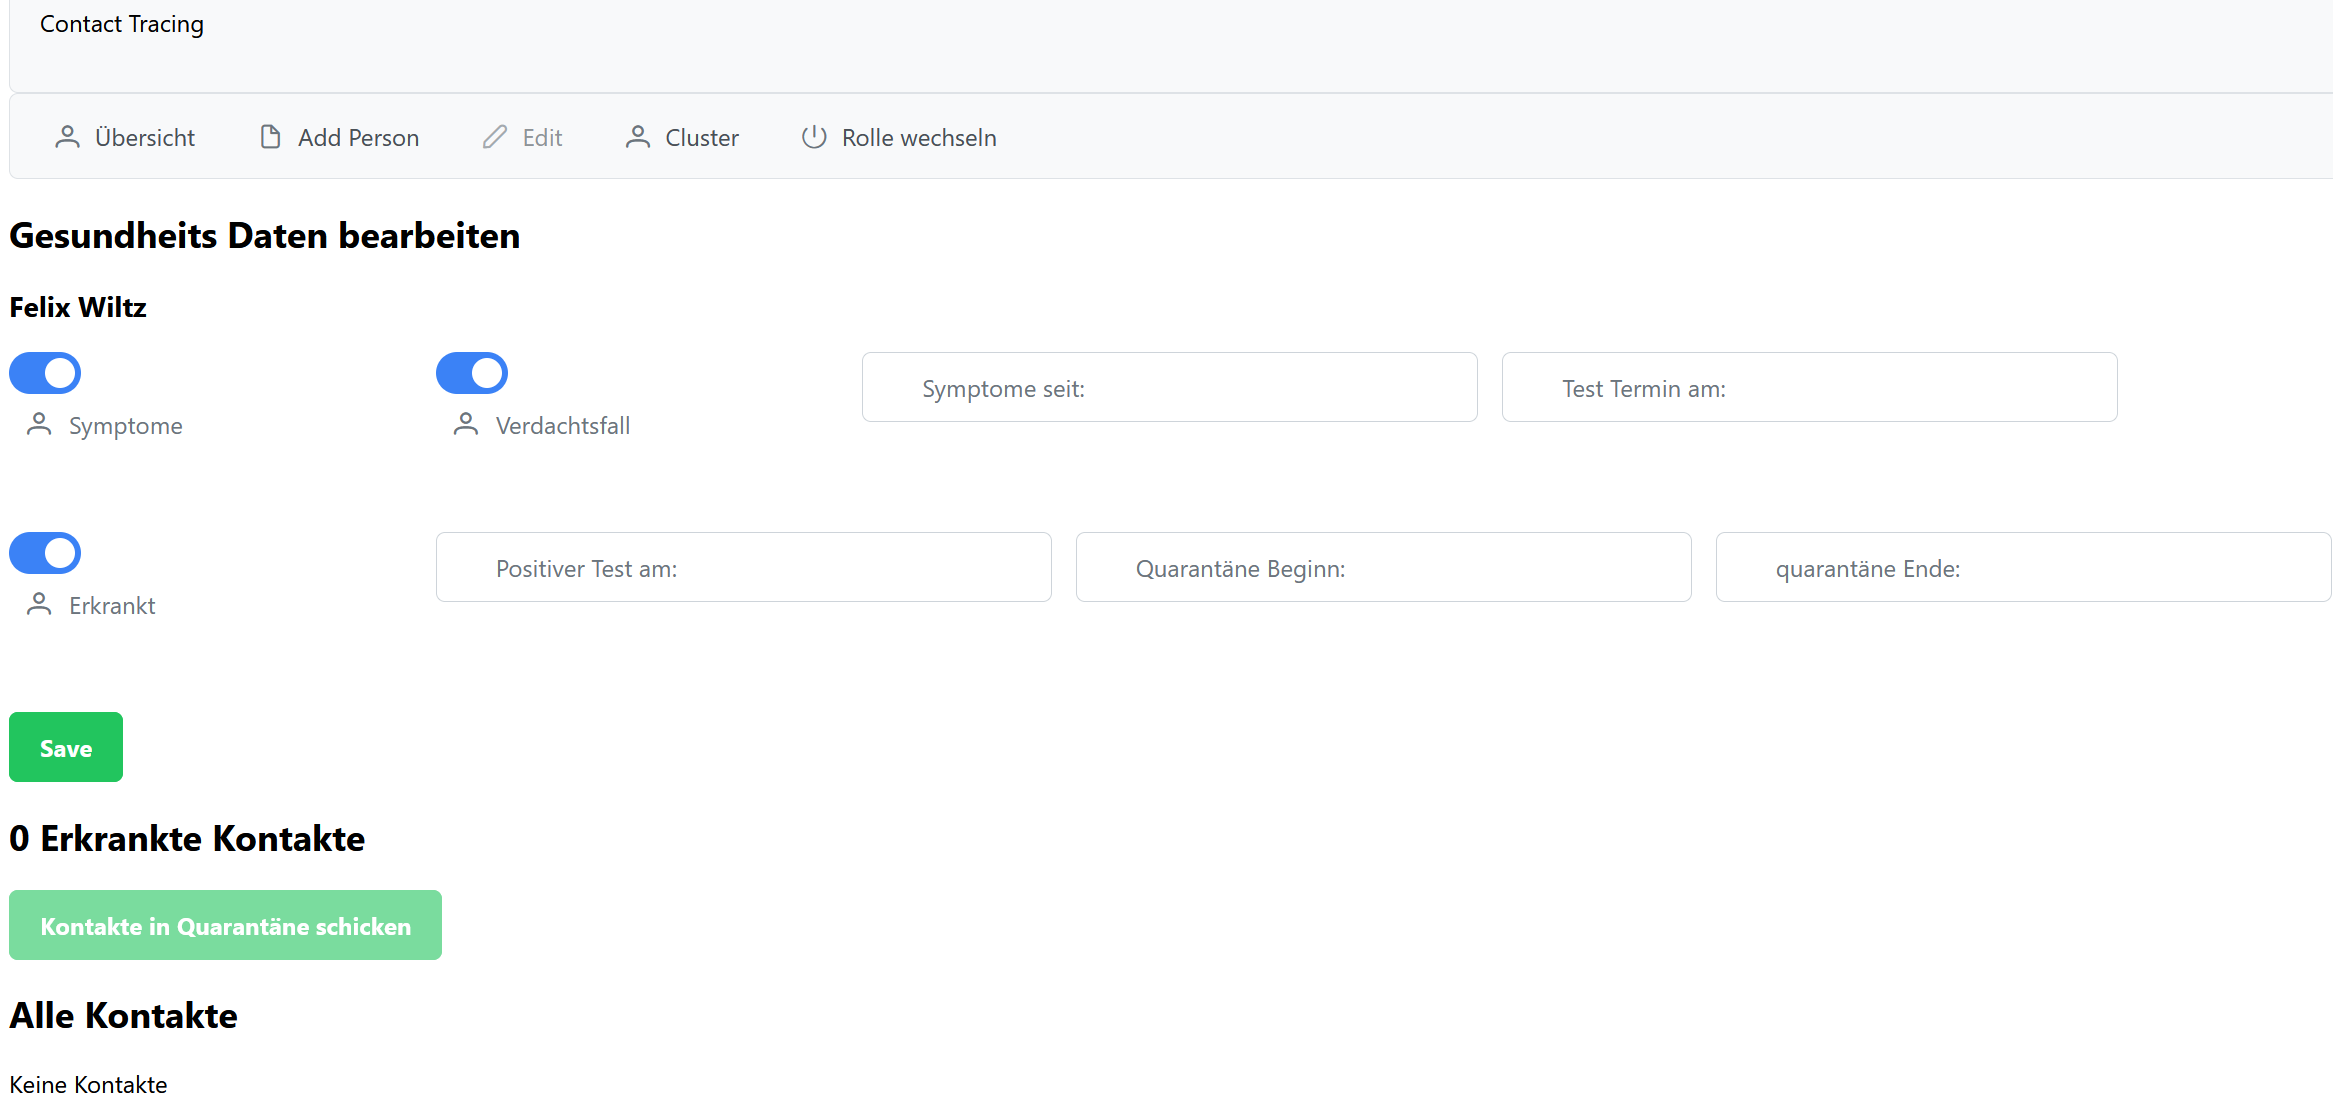 Contact Tracing
Übersicht Add Person Edit Cluster Rolle wechseln
Gesundheits Daten bearbeiten
Felix Wiltz
Symptome seit: Test Termin am:
Symptome Verdachtsfall
Positiver Test am: Quarantäne Beginn: quarantäne Ende:
Erkrankt
Save
0 Erkrankte Kontakte
Kontakte in Quarantäne schicken
Alle Kontakte
Keine Kontakte